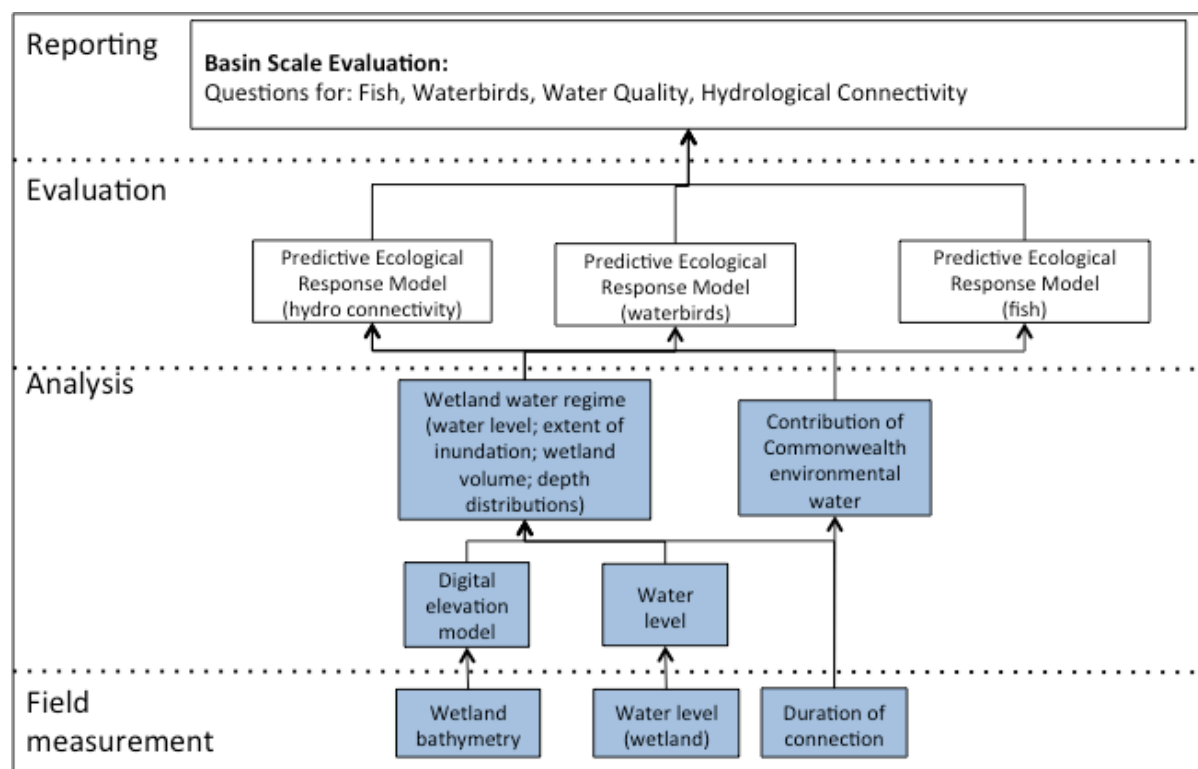 Reporting
Basin Scale Evaluation:
Questions for: Fish, Waterbirds, Water Quality, Hydrological Connectivity
Evaluation
Predictive Ecological
Response Model
(hydro connectivity)
Predictive Ecological
Response Model
(waterbirds)
Predictive Ecological
Response Model
(fish)
Analysis
Wetland water regime
(water level; extent of
inundation; wetland
volume; depth
distributions)
Contribution of
Commonwealth
environmental
water
Digital
elevation
model
Water
level
Field
measurement
Wetland
bathymetry
Water level
(wetland)
Duration of
connection